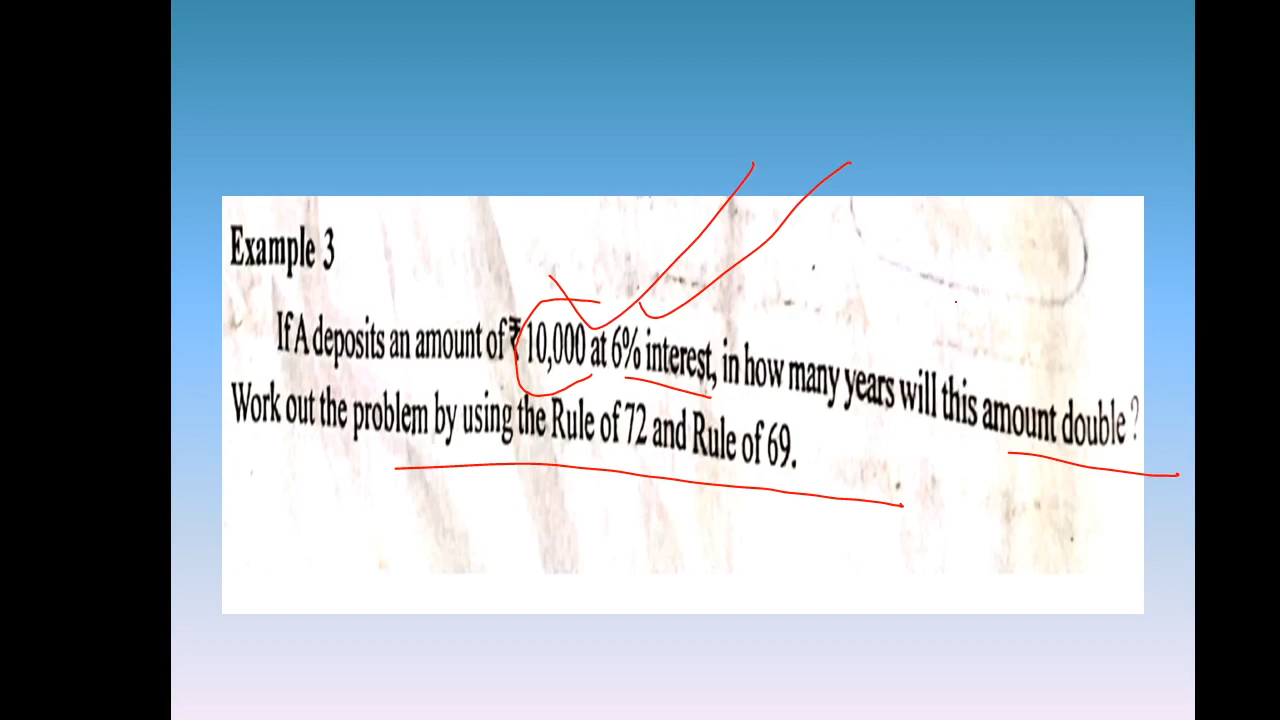 Example 3
If A deposits an amount of ₹ 10,000 at 6% interest, in how many years will this amount double ?
Work out the problem by using the Rule of 72 and Rule of 69.